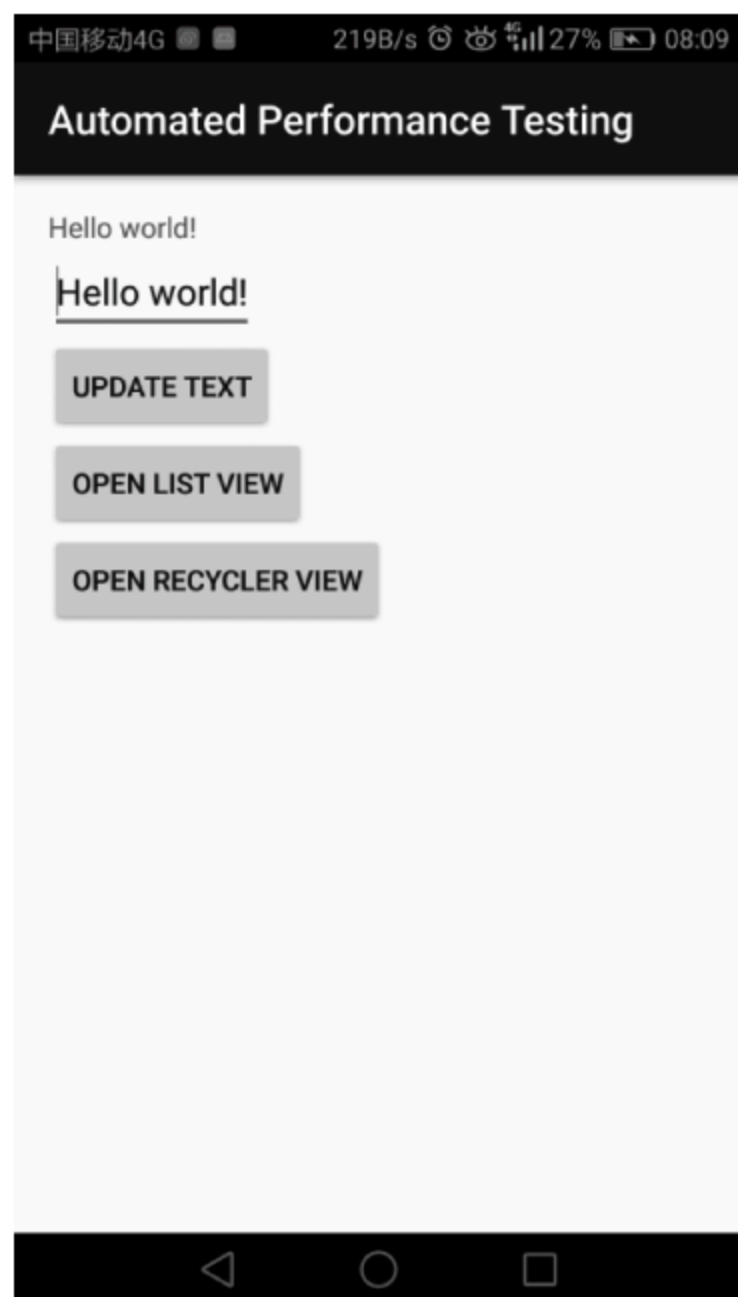 中国移动4G 219B/s 4G 27% 08:09
Automated Performance Testing
Hello world!
Hello world!
UPDATE TEXT
OPEN LIST VIEW
OPEN RECYCLER VIEW